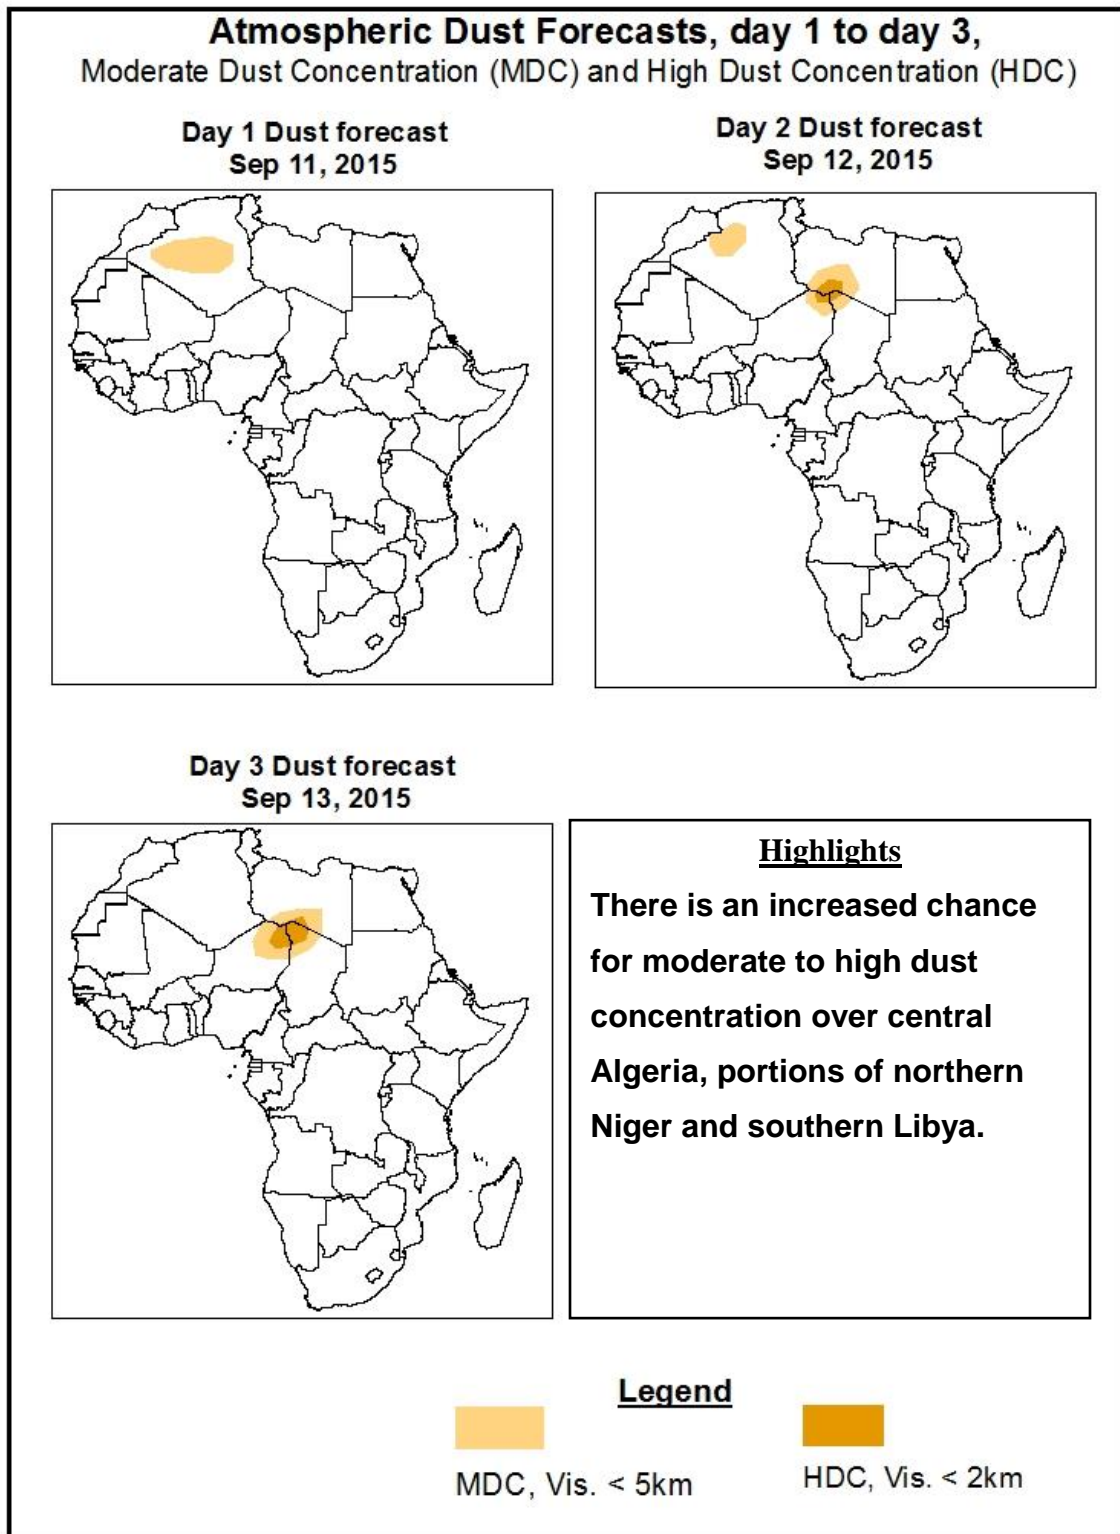 Atmospheric Dust Forecasts, day 1 to day 3,
Moderate Dust Concentration (MDC) and High Dust Concentration (HDC)
Day 1 Dust forecast
Sep 11, 2015
Day 2 Dust forecast
Sep 12, 2015
Day 3 Dust forecast
Sep 13, 2015
Highlights
There is an increased chance
for moderate to high dust
concentration over central
Algeria, portions of northern
Niger and southern Libya.
Legend
MDC, Vis. < 5km
HDC, Vis. < 2km